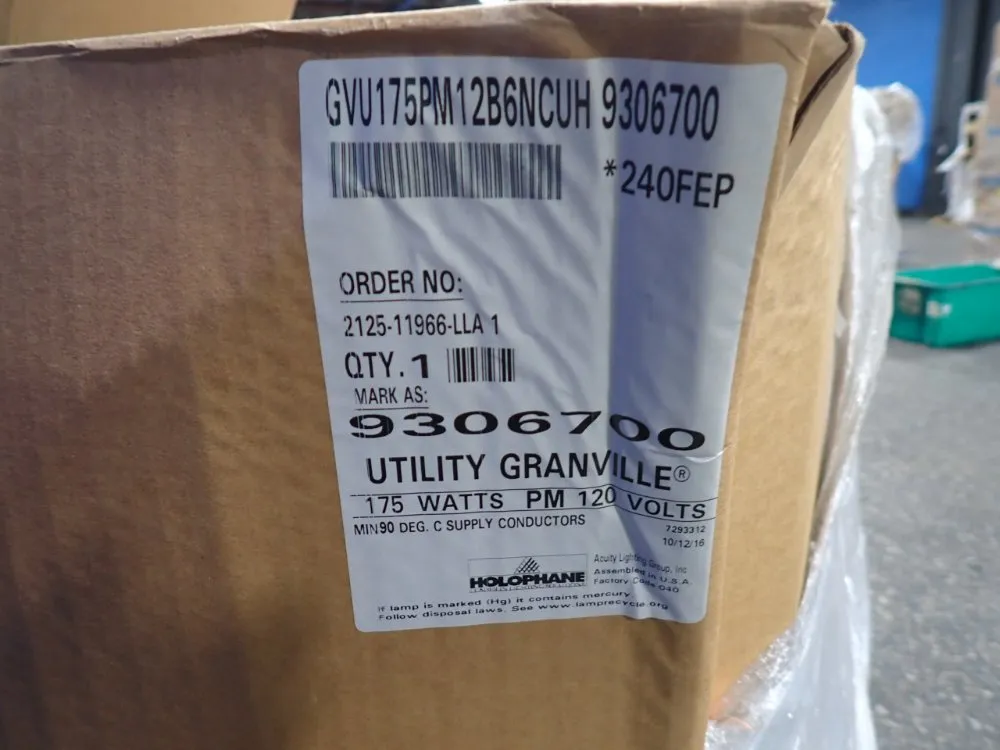 GVU175PM12B6NCUH 9306700
*240FEP
ORDER NO:
2125-11966-LLA 1
QTY. 1
MARK AS:
9306700
UTILITY GRANVILLE®
175 WATTS PM 120 VOLTS
MIN 90 DEG. C SUPPLY CONDUCTORS
7293312
10/12/16
HOLOPHANE
Acuity Lighting Group, Inc
Assembled in U.S.A.
Factory Code 040
If lamp is marked (Hg) it contains mercury
Follow disposal laws. See www.lamprecycle.org